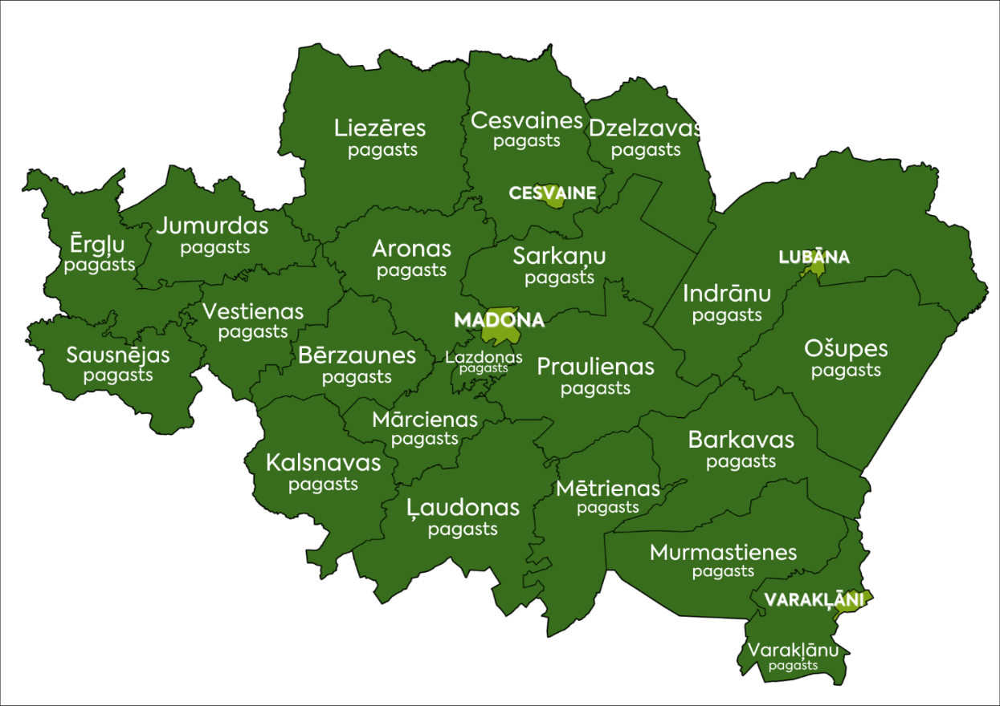 Liezēres
pagasts
Cesvaines
pagasts
Dzelzavas
pagasts
CESVAINE
Ērgļu
pagasts
Jumurdas
pagasts
Aronas
pagasts
Sarkaņu
pagasts
LUBĀNA
Indrānu
pagasts
Vestienas
pagasts
MADONA
Sausnējas
pagasts
Bērzaunes
pagasts
Lazdonas
pagasts
Praulienas
pagasts
Ošupes
pagasts
Mārcienas
pagasts
Barkavas
pagasts
Kalsnavas
pagasts
Ļaudonas
pagasts
Mētrienas
pagasts
Murmastienes
pagasts
VARAKĻĀNI
Varakļānu
pagasts